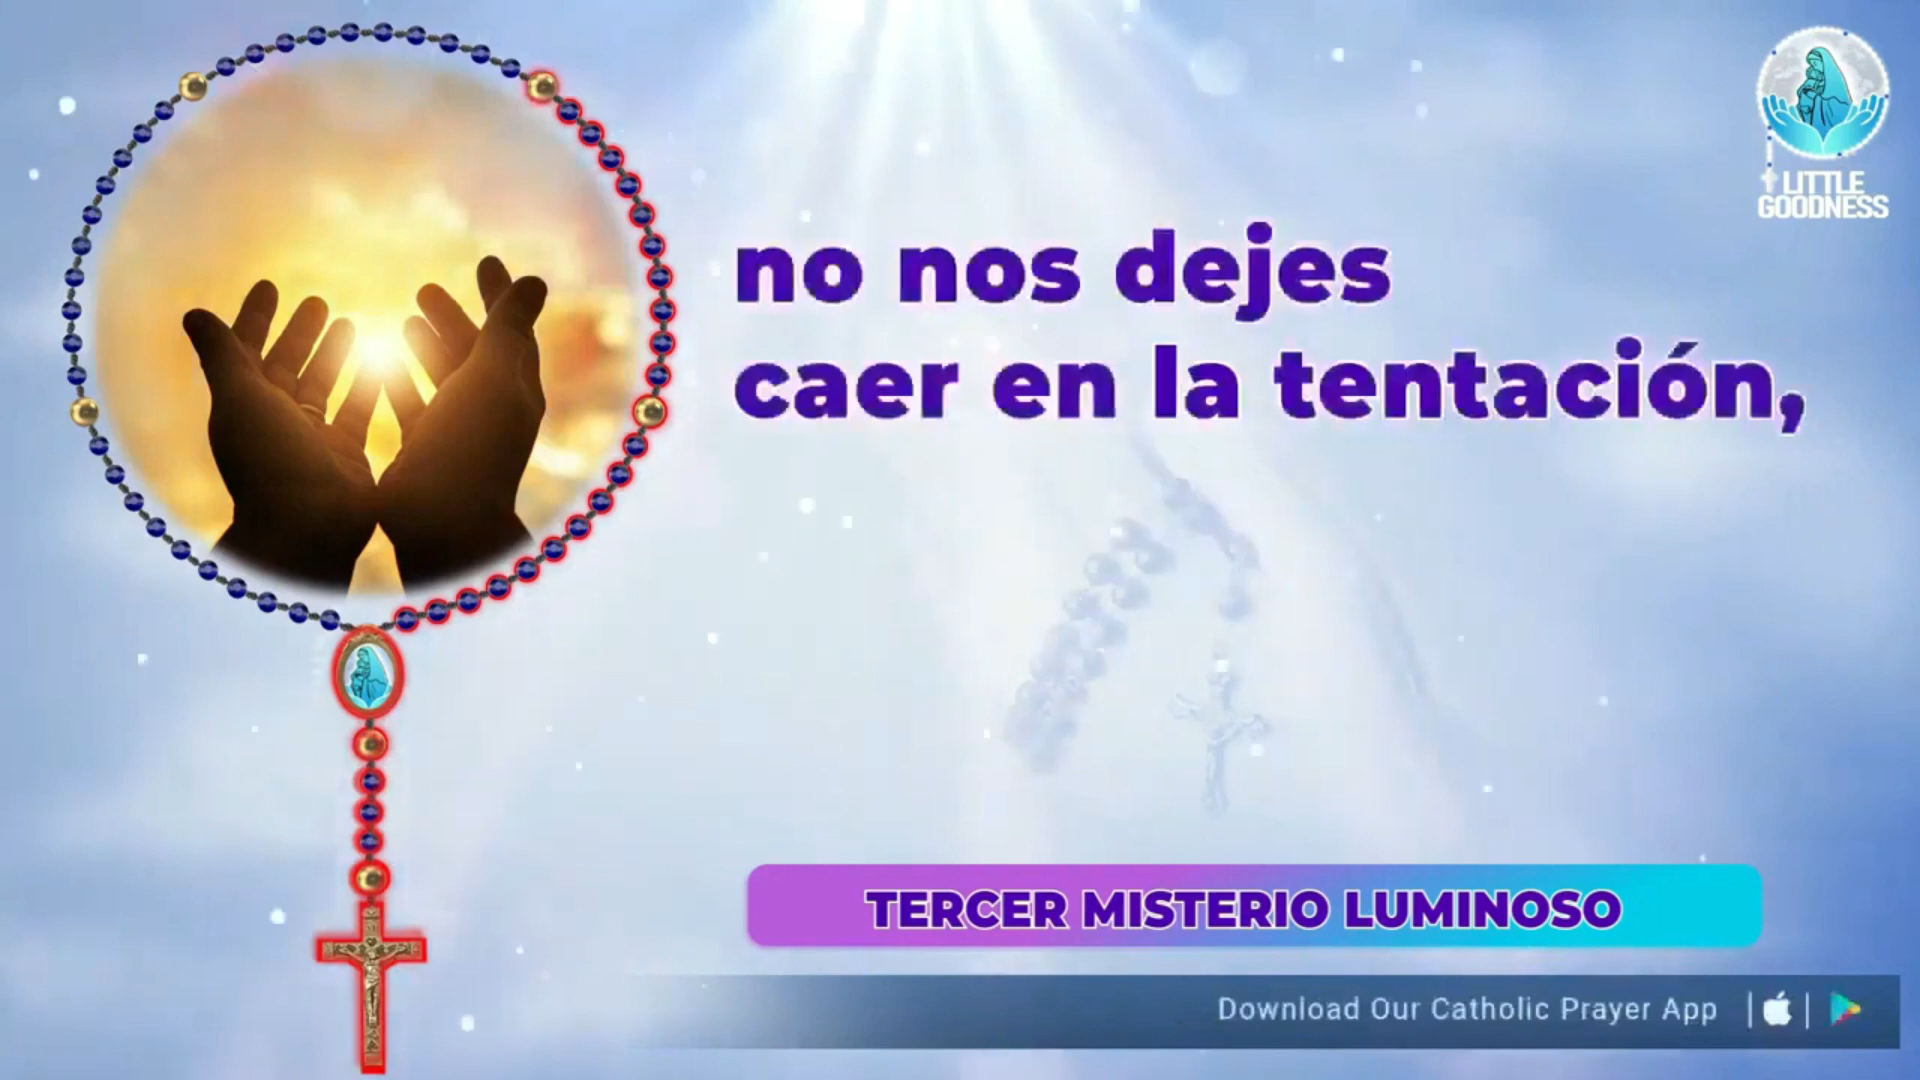 LITTLE
GOODNESS
no nos dejes
caer en la tentación,
TERCER MISTERIO LUMINOSO
Download Our Catholic Prayer App